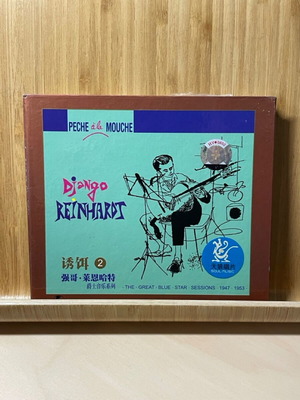 PECHE à la MOUCHE
Django
REINHARDT
诱饵 2
强哥·莱恩哈特
爵士音乐系列
·THE·GREAT·BLUE·STAR·SESSIONS 1947·1953